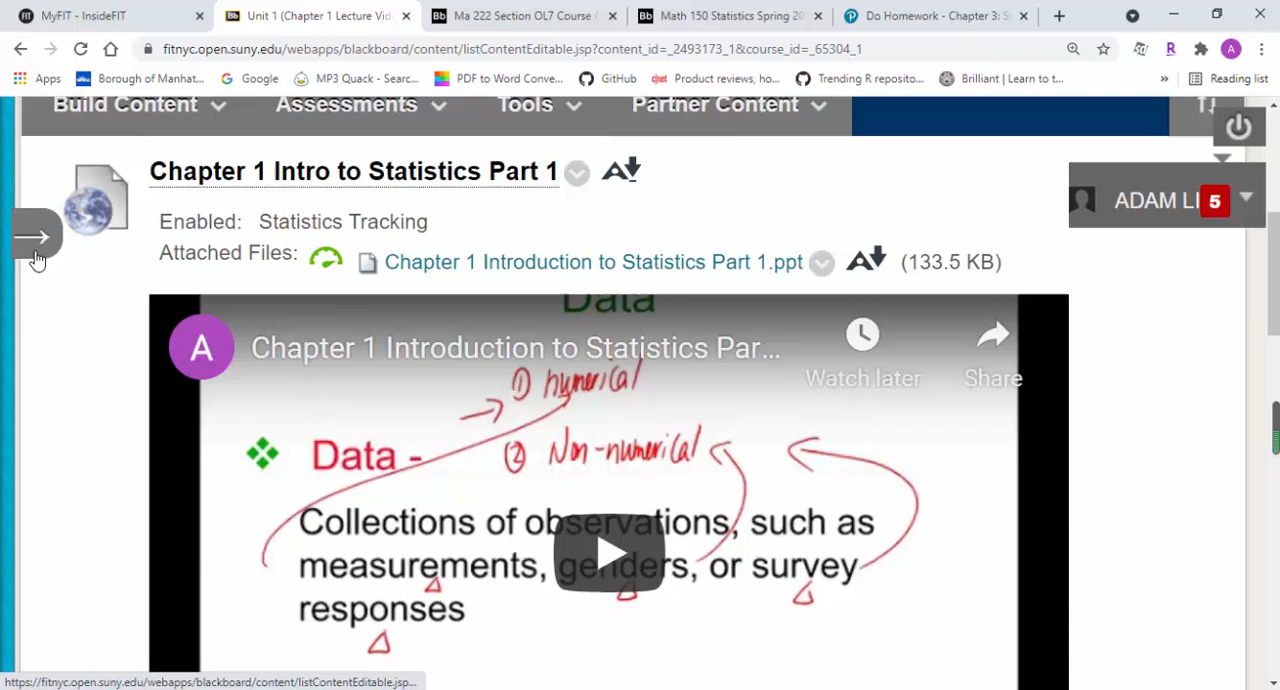 MyFIT - InsideFIT
Unit 1 (Chapter 1 Lecture Vid
Ma 222 Section OL7 Course C
Math 150 Statistics Spring 20
Do Homework - Chapter 3: S
fitnyc.open.suny.edu/webapps/blackboard/content/listContentEditable.jsp?content_id=_2493173_1&course_id=_65304_1
A
Apps
Borough of Manhat...
Google
MP3 Quack - Searc...
PDF to Word Conve...
GitHub
cnet Product reviews, ho...
Trending R reposito...
Brilliant | Learn to t...
»
Reading list
Build Content
Assessments
Tools
Partner Content
Chapter 1 Intro to Statistics Part 1
ADAM LI 5
Enabled: Statistics Tracking
Attached Files: Chapter 1 Introduction to Statistics Part 1.ppt (133.5 KB)
Data
A Chapter 1 Introduction to Statistics Par...
Watch later
Share
① numerical
Data -
② Non-numerical
Collections of observations, such as
measurements, genders, or survey
responses
https://fitnyc.open.suny.edu/webapps/blackboard/content/listContentEditable.jsp...